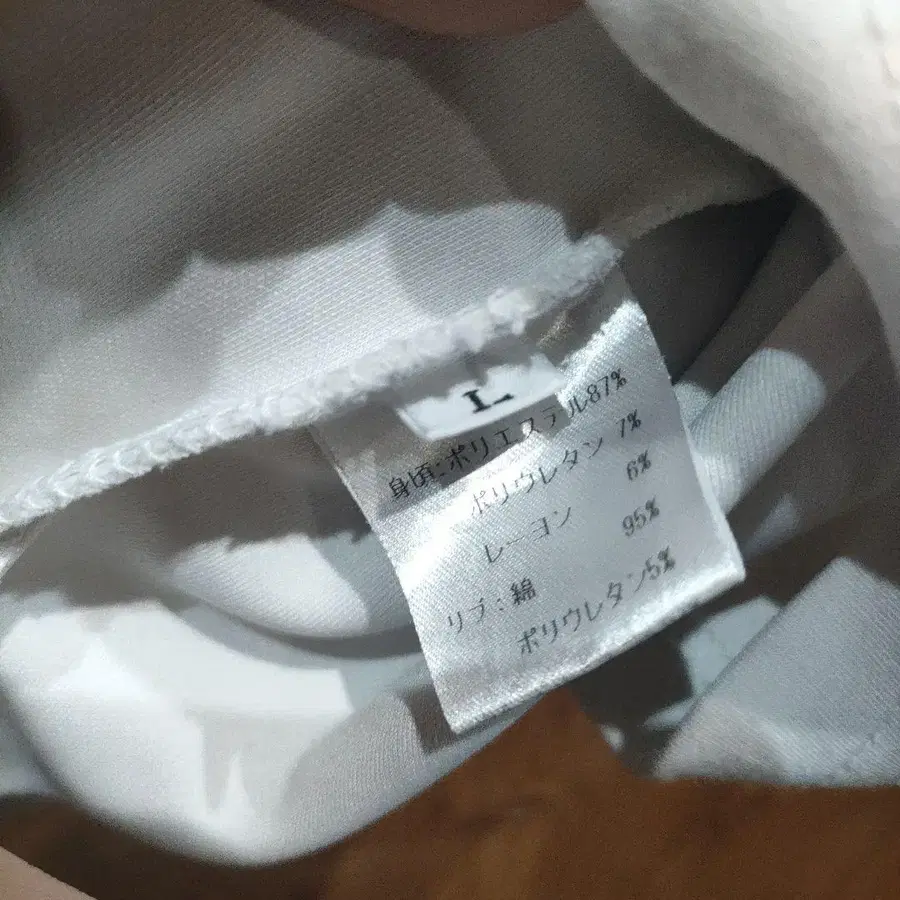 L
身頃:ポリエステル87%
ポリウレタン 7%
レーヨン 6%
リブ:綿 95%
ポリウレタン5%